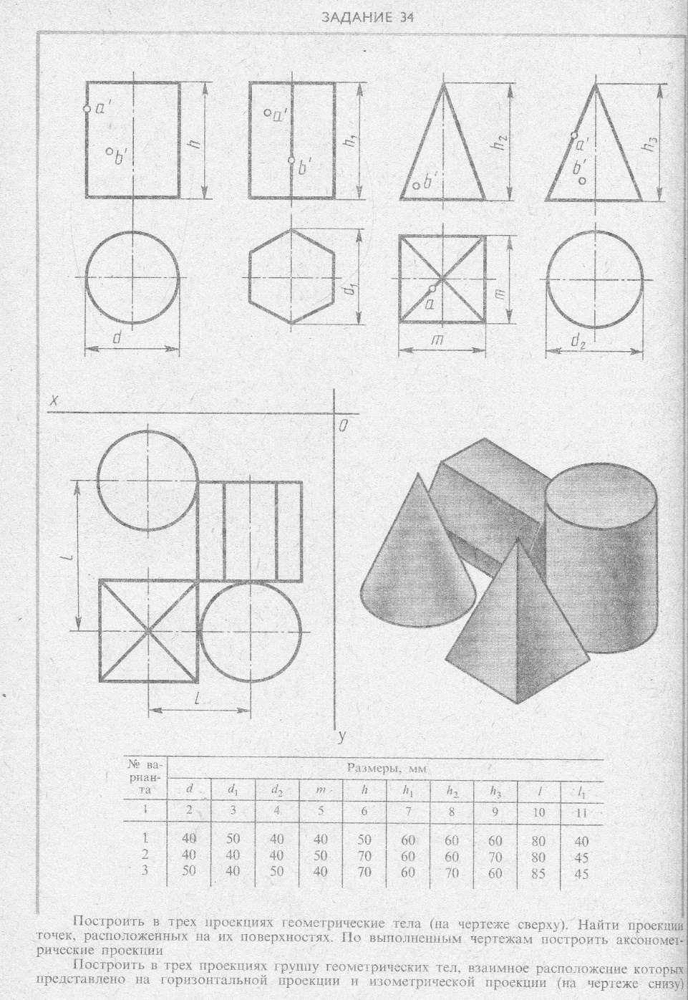 ЗАДАНИЕ 34
a'
b'
h
a'
b'
h₁
b'
h₂
a'
b'
h₃
d
d₁
a
m
m
d₂
x
O
l
L
y
№ ва-
риан-
та
Размеры, мм
d d₁ d₂ m h h₁ h₂ h₃ l l₁
1 2 3 4 5 6 7 8 9 10 11
1 40 50 40 40 50 60 60 60 80 40
2 40 40 40 50 70 60 60 70 80 45
3 50 40 50 40 70 60 70 60 85 45
Построить в трех проекциях геометрические тела (на чертеже сверху). Найти проекции
точек, расположенных на их поверхностях. По выполненным чертежам построить аксономет-
рические проекции
Построить в трех проекциях группу геометрических тел, взаимное расположение которых
представлено на горизонтальной проекции и изометрической проекции (на чертеже снизу)